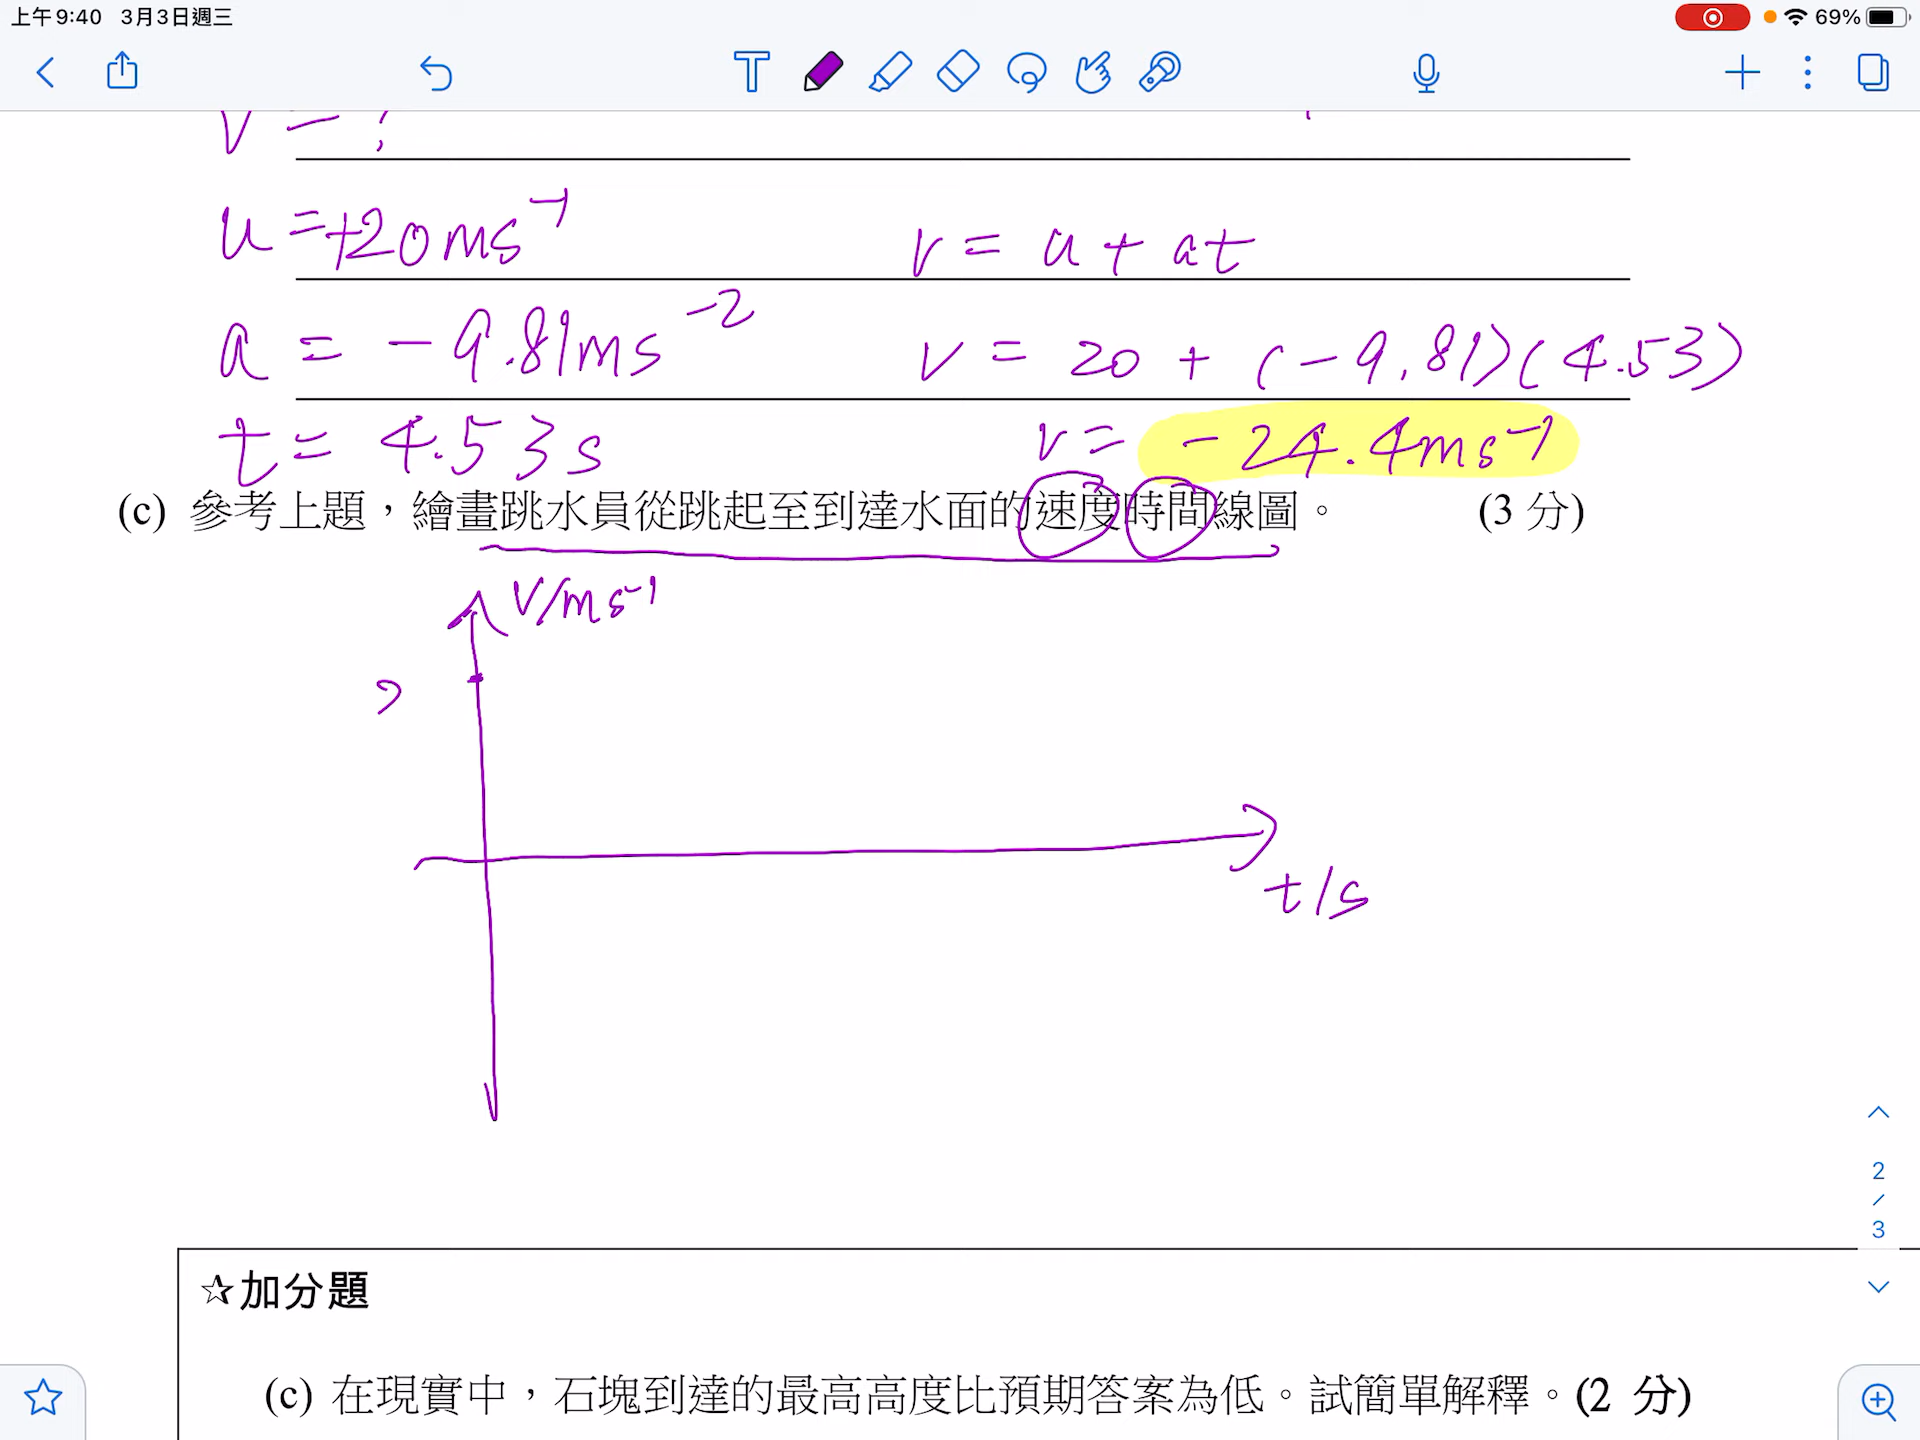 上午9:40 3月3日週三 69%
T
v = ?
u = +20ms⁻¹ v = u + at
a = -9.81ms⁻² v = 20 + (-9.81)(4.53)
t = 4.53s v = -24.4ms⁻¹
(c) 參考上題，繪畫跳水員從跳起至到達水面的速度時間線圖。 (3 分)
V/ms⁻¹
t/s
2
/
3
☆加分題
(c) 在現實中，石塊到達的最高高度比預期答案為低。試簡單解釋。(2 分)